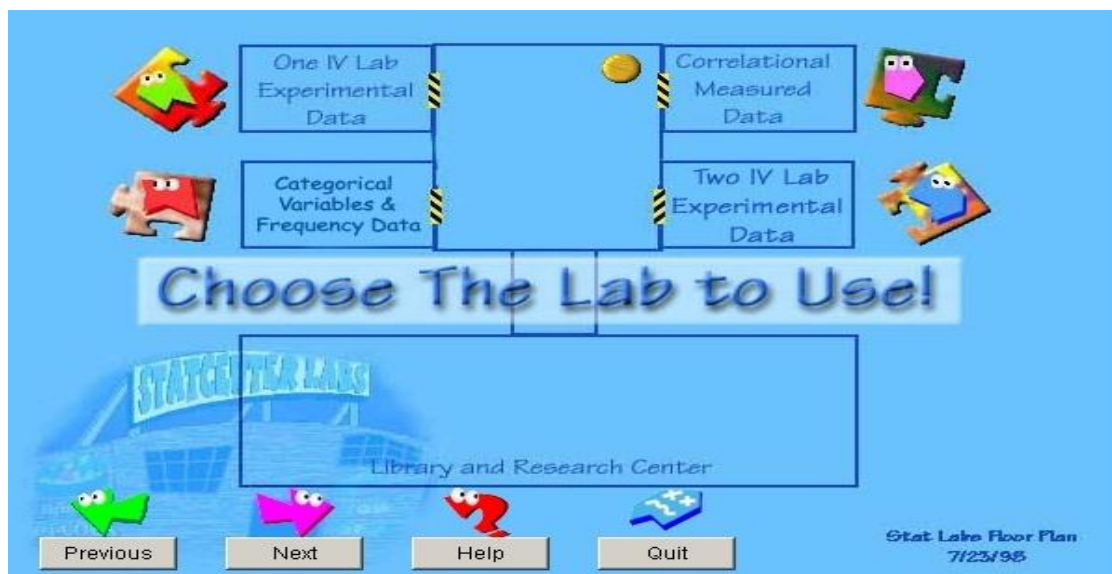 One IV Lab
Experimental
Data
Correlational
Measured
Data
Categorical
Variables &
Frequency Data
Two IV Lab
Experimental
Data
Choose The Lab to Use!
STATCENTER LABS
Library and Research Center
Previous
Next
Help
Quit
Stat Labs Floor Plan
7/23/98